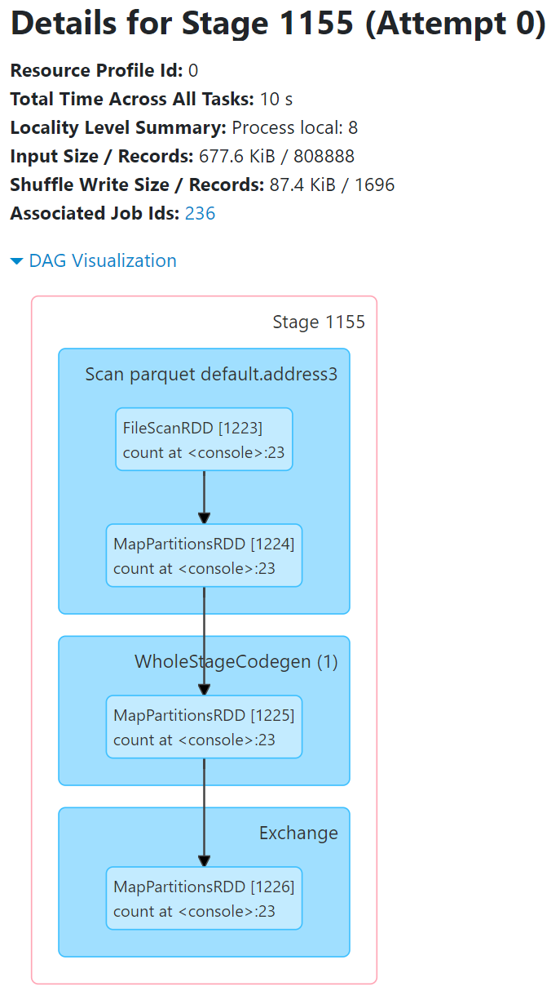 Details for Stage 1155 (Attempt 0)
Resource Profile Id: 0
Total Time Across All Tasks: 10 s
Locality Level Summary: Process local: 8
Input Size / Records: 677.6 KiB / 808888
Shuffle Write Size / Records: 87.4 KiB / 1696
Associated Job Ids: 236
DAG Visualization
Stage 1155
Scan parquet default.address3
FileScanRDD [1223]
count at <console>:23
MapPartitionsRDD [1224]
count at <console>:23
WholeStageCodegen (1)
MapPartitionsRDD [1225]
count at <console>:23
Exchange
MapPartitionsRDD [1226]
count at <console>:23